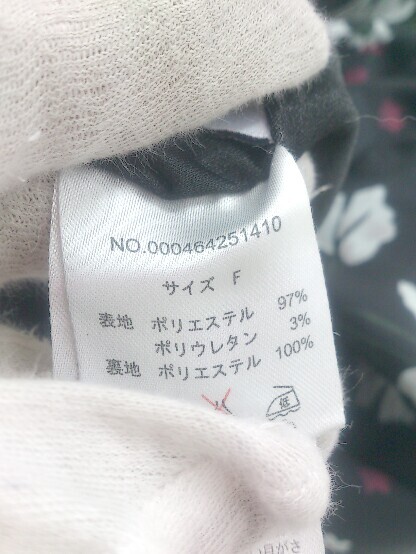 NO.000464251410
サイズ F
表地 ポリエステル 97%
ポリウレタン 3%
裏地 ポリエステル 100%
低